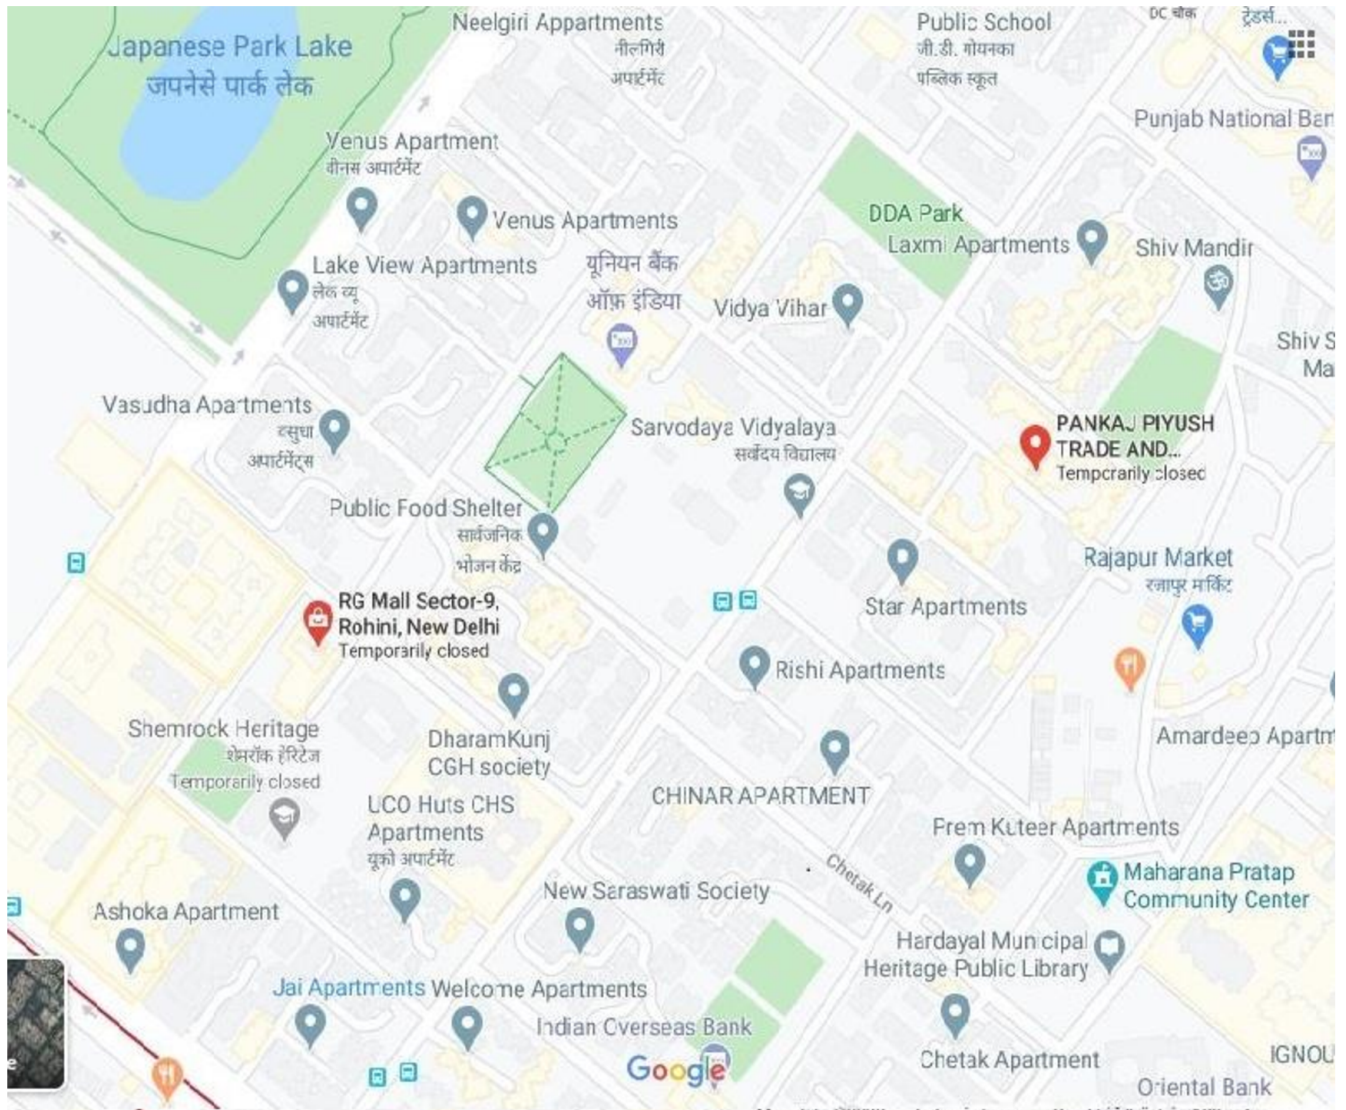 Neelgiri Appartments
नीलगिरी
अपार्टमेंट
Public School
जी.डी. गोयनका
पब्लिक स्कूल
DC चौक
ट्रेडर्स...
Japanese Park Lake
जपनेसे पार्क लेक
Punjab National Ban
Venus Apartment
वीनस अपार्टमेंट
Venus Apartments
DDA Park
Laxmi Apartments
Shiv Mandir
Lake View Apartments
लेक व्यू
अपार्टमेंट
यूनियन बैंक
ऑफ़ इंडिया
Vidya Vihar
Shiv S
Ma
Vasudha Apartments
वसुधा
अपार्टमेंट्स
Sarvodaya Vidyalaya
सर्वोदय विद्यालय
PANKAJ PIYUSH
TRADE AND...
Temporarily closed
Public Food Shelter
सार्वजनिक
भोजन केंद्र
Rajapur Market
रजापुर मर्किट
RG Mall Sector-9,
Rohini, New Delhi
Temporarily closed
Star Apartments
Rishi Apartments
Shemrock Heritage
शेमरॉक हेरिटेज
Temporarily closed
DharamKunj
CGH society
Amardeep Apartm
CHINAR APARTMENT
UCO Huts CHS
Apartments
यूको अपार्टमेंट
Prem Kuteer Apartments
Chetak Ln
Maharana Pratap
Community Center
New Saraswati Society
Ashoka Apartment
Hardayal Municipal
Heritage Public Library
Jai Apartments
Welcome Apartments
Indian Overseas Bank
Google
Chetak Apartment
IGNOU
Oriental Bank
e